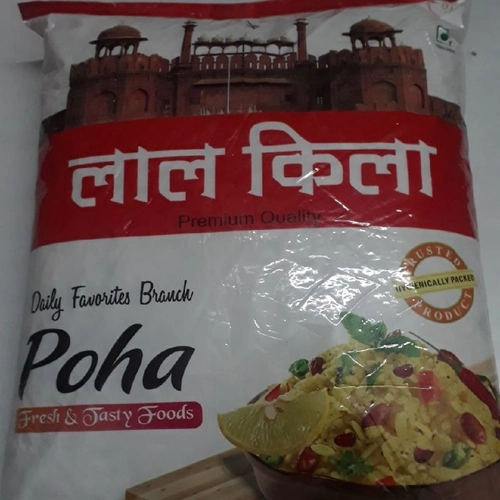 लाल किला
Premium Quality
Daily Favorites Branch
Poha
Fresh & Tasty Foods
TRUSTED
HYGIENICALLY PACKED
PRODUCT